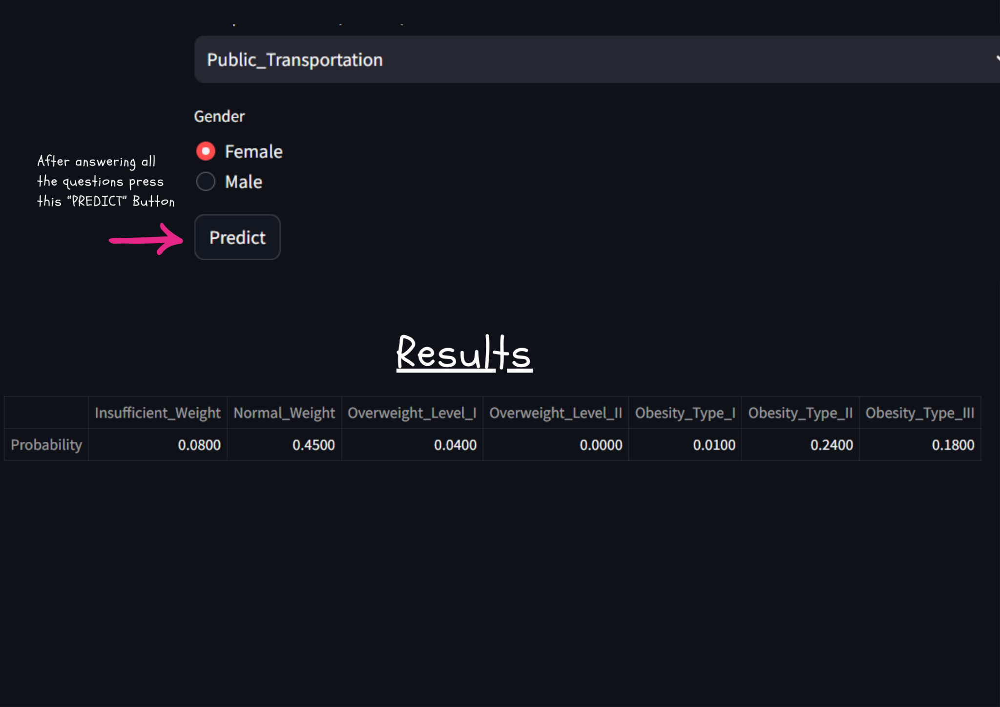 Public_Transportation
Gender
Female
Male
After answering all
the questions press
this “PREDICT” Button
Predict
Results
Insufficient_Weight Normal_Weight Overweight_Level_I Overweight_Level_II Obesity_Type_I Obesity_Type_II Obesity_Type_III
Probability 0.0800 0.4500 0.0400 0.0000 0.0100 0.2400 0.1800